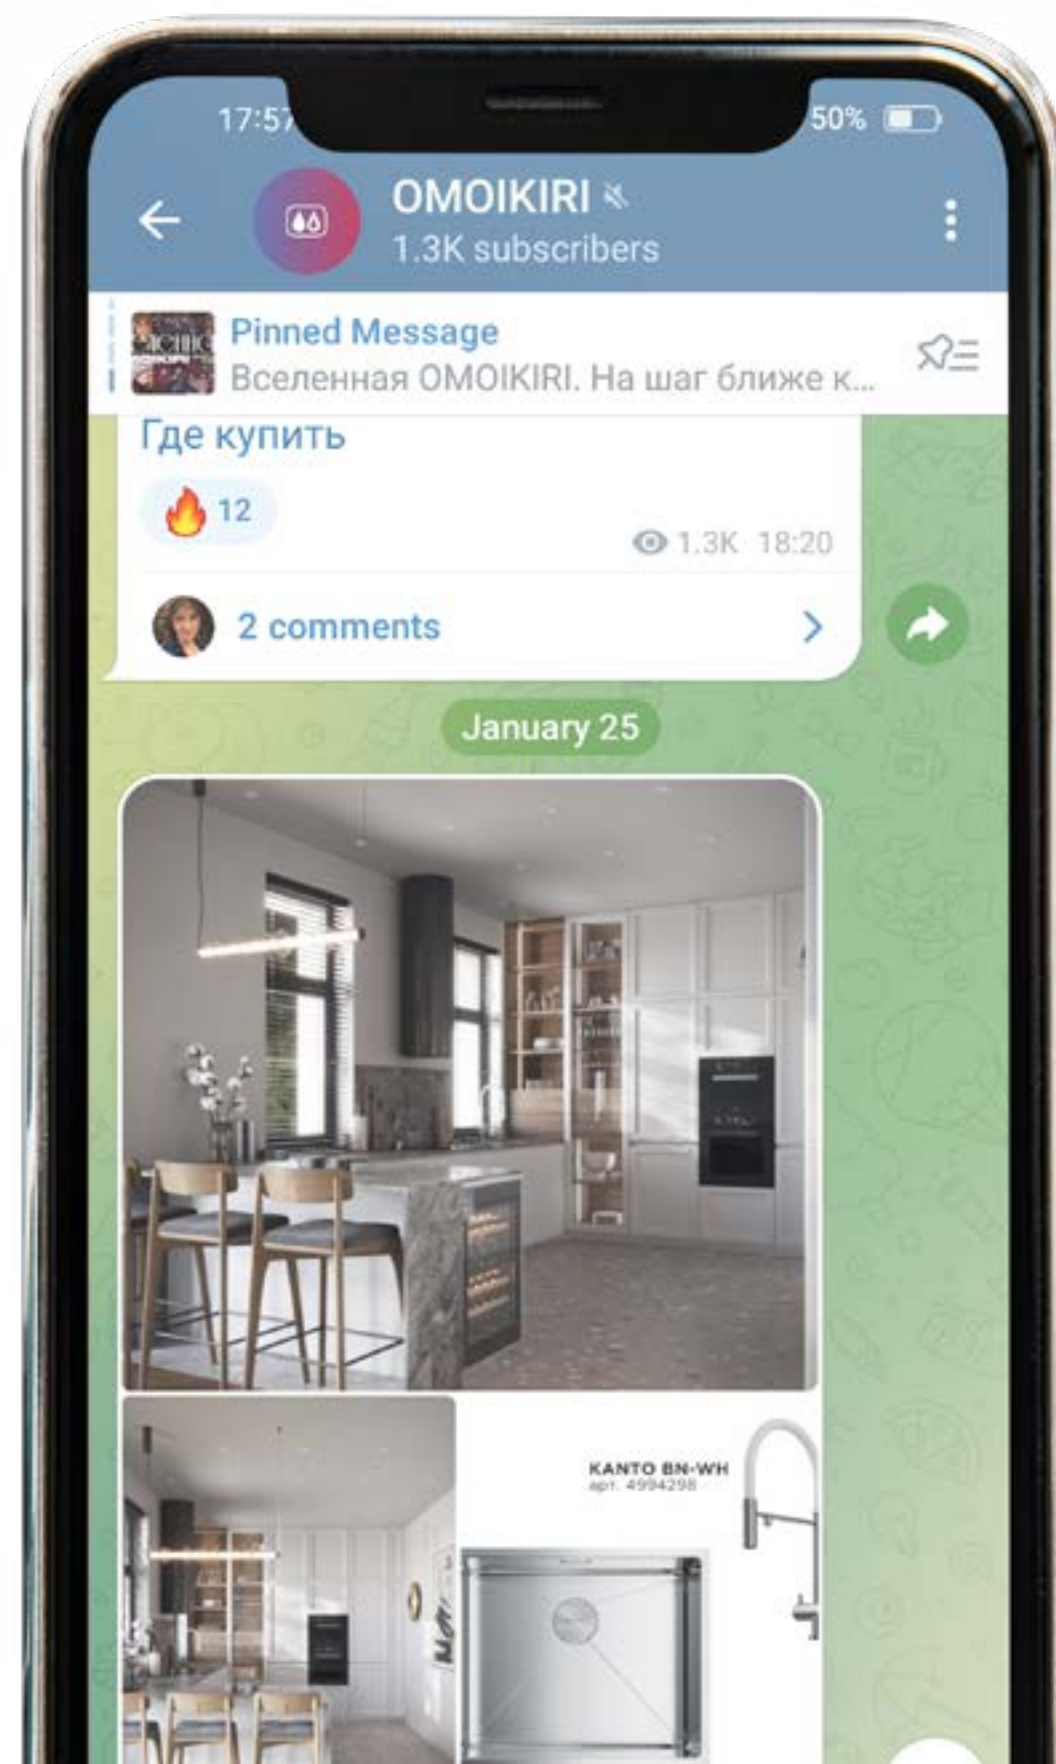 17:57
50%
OMOIKIRI
1.3K subscribers
Pinned Message
Вселенная OMOIKIRI. На шаг ближе к...
Где купить
12
1.3K 18:20
2 comments
January 25
KANTO BN-WH
арт. 4994298